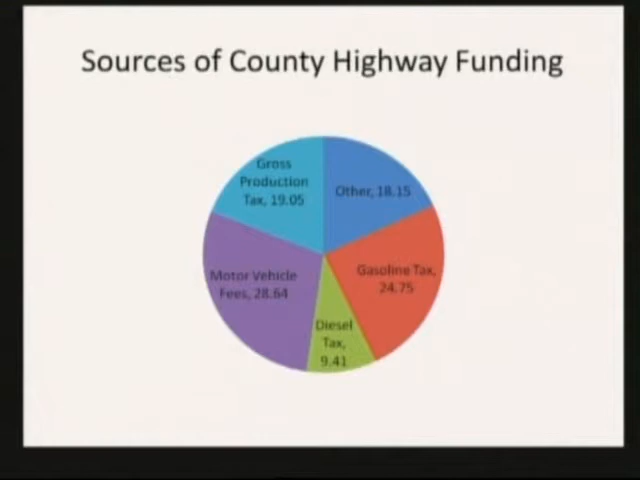 Sources of County Highway Funding
Gross
Production
Tax, 19.05
Other, 18.15
Gasoline Tax,
24.75
Motor Vehicle
Fees, 28.64
Diesel
Tax,
9.41